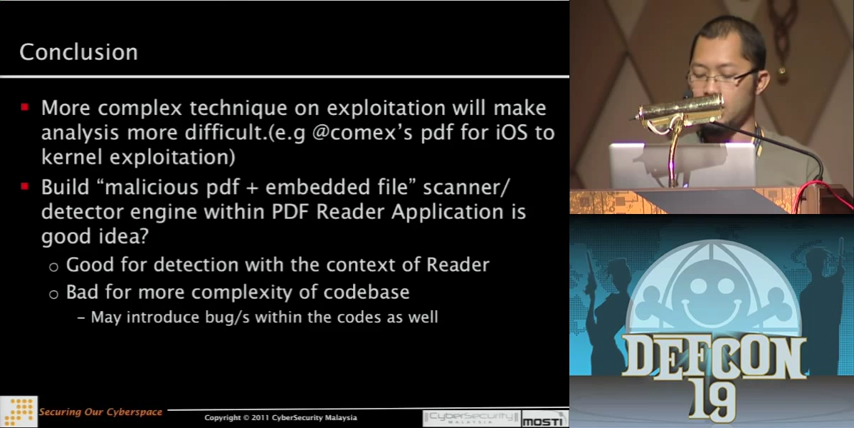 Conclusion
More complex technique on exploitation will make
analysis more difficult.(e.g @comex's pdf for iOS to
kernel exploitation)
Build “malicious pdf + embedded file” scanner/
detector engine within PDF Reader Application is
good idea?
Good for detection with the context of Reader
Bad for more complexity of codebase
– May introduce bug/s within the codes as well
Securing Our Cyberspace
Copyright © 2011 CyberSecurity Malaysia
CyberSecurity
MALAYSIA
MOSTI
DEFCON
19